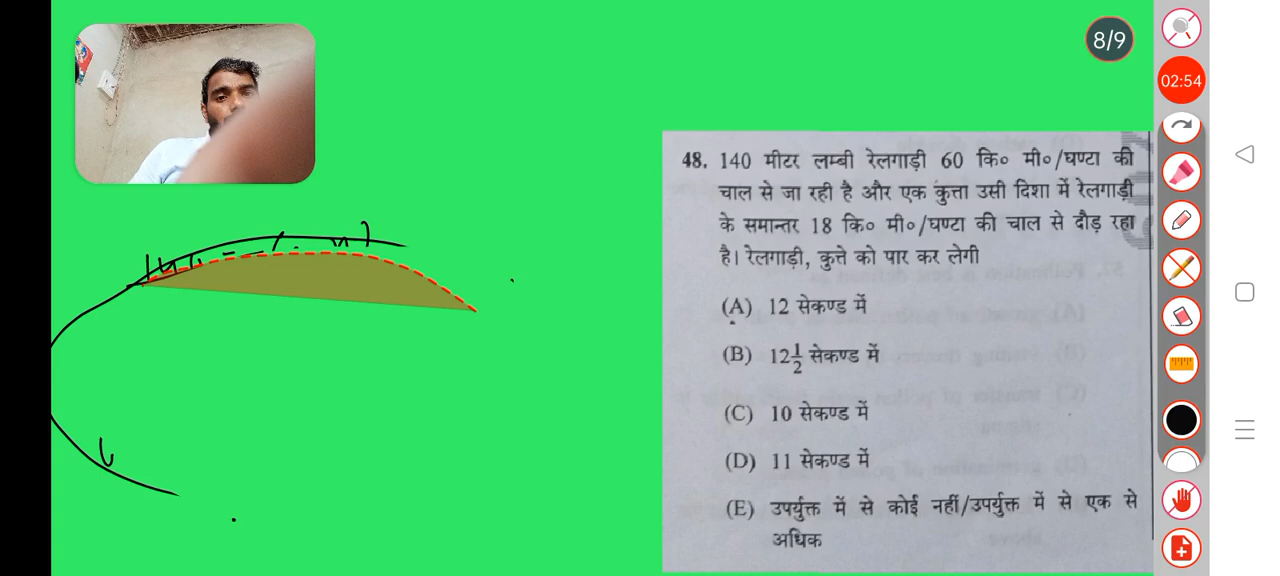 8/9
02:54
48. 140 मीटर लम्बी रेलगाड़ी 60 कि० मी०/घण्टा की
चाल से जा रही है और एक कुत्ता उसी दिशा में रेलगाड़ी
के समान्तर 18 कि० मी०/घण्टा की चाल से दौड़ रहा
है। रेलगाड़ी, कुत्ते को पार कर लेगी
(A) 12 सेकण्ड में
(B) 12 1/2 सेकण्ड में
(C) 10 सेकण्ड में
(D) 11 सेकण्ड में
(E) उपर्युक्त में से कोई नहीं/उपर्युक्त में से एक से
अधिक